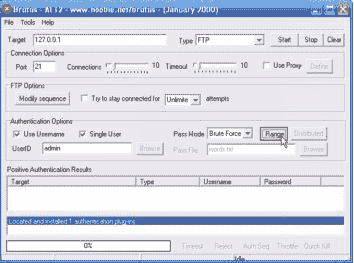 Brutus - AET2 - www.hoobie.net/brutus - (January 2000)
File Tools Help
Target 127.0.0.1 Type FTP Start Stop Clear
Connection Options
Port 21 Connections 10 Timeout 10 Use Proxy Define
FTP Options
Modify sequence Try to stay connected for Unlimite attempts
Authentication Options
Use Username Single User Pass Mode Brute Force Range Distributed
UserID admin Browse Pass File words.txt Browse
Positive Authentication Results
Target Type Username Password
Located and installed 1 authentication plug-ins
0% Timeout Reject Auth Seq Throttle Quick Kill
Idle